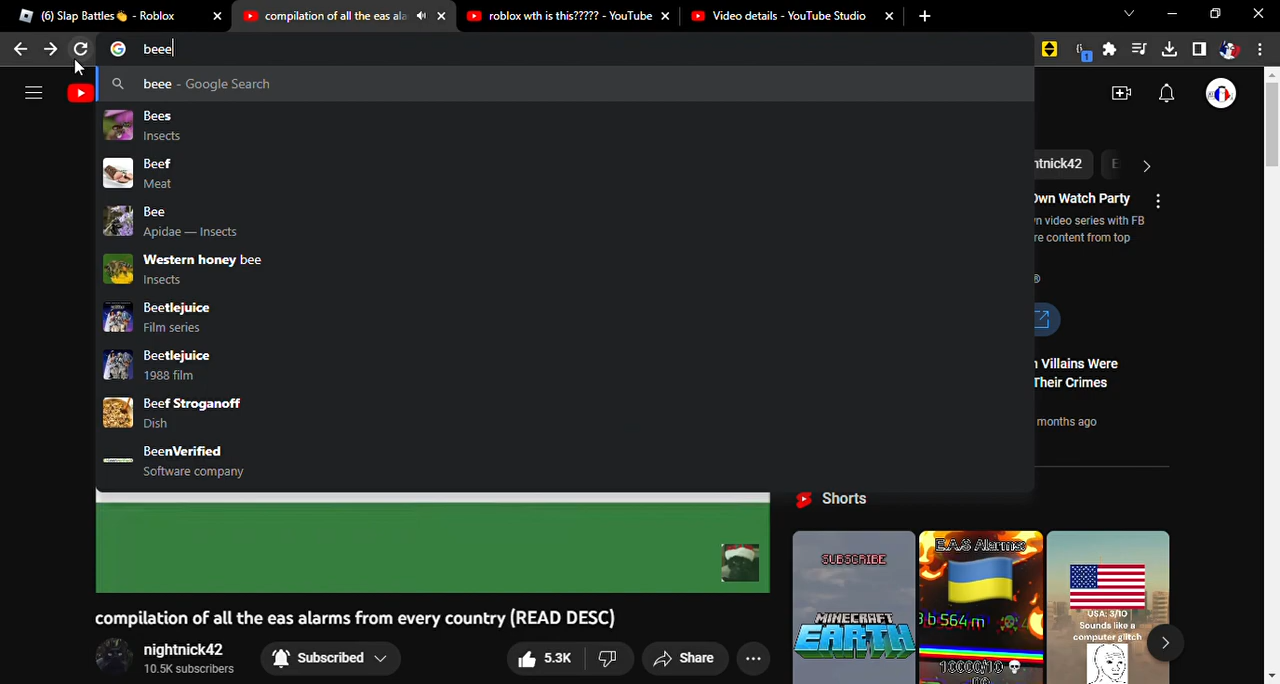 (6) Slap Battles👏 - Roblox
compilation of all the eas ala
roblox wth is this????? - YouTube
Video details - YouTube Studio
beee
1
beee - Google Search
Bees
Insects
Beef
Meat
Bee
Apidae — Insects
Western honey bee
Insects
Beetlejuice
Film series
Beetlejuice
1988 film
Beef Stroganoff
Dish
BeenVerified
Software company
ntnick42
Own Watch Party
n video series with FB
re content from top
®
n Villains Were
Their Crimes
months ago
Shorts
SUBSCRIBE
MINECRAFT
EARTH
EAS Alarms
b 564 m
10000/10
USA: 3/10
Sounds like a
computer glitch
compilation of all the eas alarms from every country (READ DESC)
nightnick42
10.5K subscribers
Subscribed
5.3K
Share